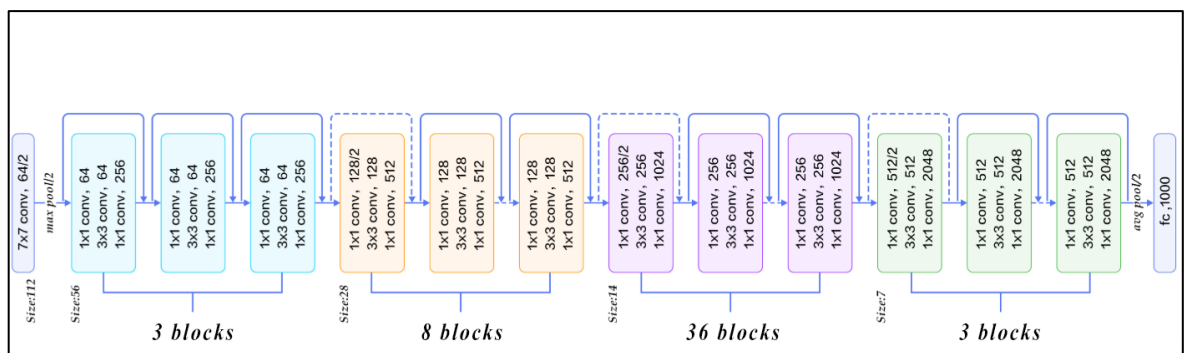 7×7 conv, 64/2
max pool/2
1x1 conv, 64
3x3 conv, 64
1x1 conv, 256
1x1 conv, 64
3x3 conv, 64
1x1 conv, 256
1x1 conv, 64
3x3 conv, 64
1x1 conv, 256
1x1 conv, 128/2
3x3 conv, 128
1x1 conv, 512
1x1 conv, 128
3x3 conv, 128
1x1 conv, 512
1x1 conv, 128
3x3 conv, 128
1x1 conv, 512
1x1 conv, 256/2
3x3 conv, 256
1x1 conv, 1024
1x1 conv, 256
3x3 conv, 256
1x1 conv, 1024
1x1 conv, 256
3x3 conv, 256
1x1 conv, 1024
1x1 conv, 512/2
3x3 conv, 512
1x1 conv, 2048
1x1 conv, 512
3x3 conv, 512
1x1 conv, 2048
1x1 conv, 512
3x3 conv, 512
1x1 conv, 2048
avg pool/2
fc,1000
Size:112
Size:56
Size:28
Size:14
Size:7
3 blocks
8 blocks
36 blocks
3 blocks